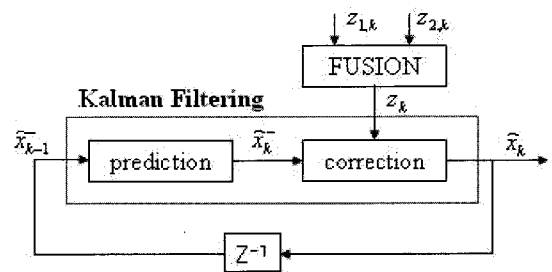 z₁,ₖ z₂,ₖ
FUSION
Kalman Filtering
zₖ
x̂⁻ₖ₋₁ prediction x̂⁻ₖ correction x̂ₖ
Z⁻¹